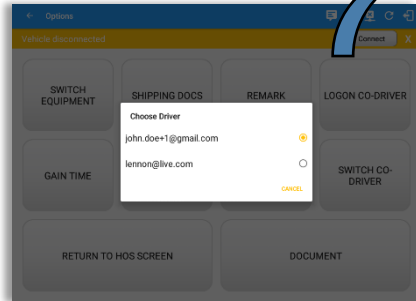 Options
Vehicle disconnected
Connect X
SWITCH
EQUIPMENT
SHIPPING DOCS
REMARK
LOGON CO-DRIVER
Choose Driver
john.doe+1@gmail.com
lennon@live.com
CANCEL
GAIN TIME
SWITCH CO-
DRIVER
RETURN TO HOS SCREEN
DOCUMENT